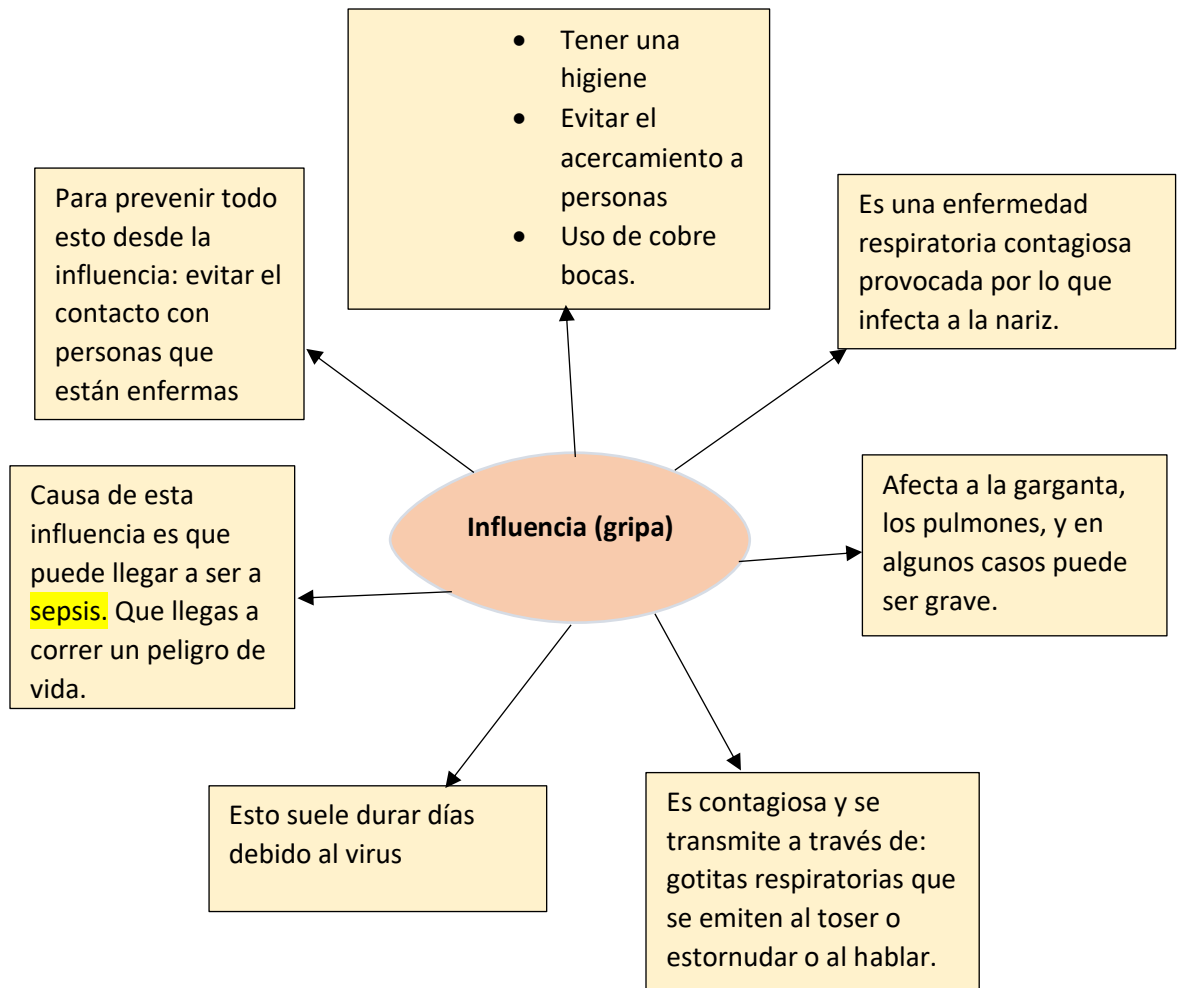 • Tener una
higiene
• Evitar el
acercamiento a
personas
• Uso de cobre
bocas.
Para prevenir todo
esto desde la
influencia: evitar el
contacto con
personas que
están enfermas
Es una enfermedad
respiratoria contagiosa
provocada por lo que
infecta a la nariz.
Influencia (gripa)
Causa de esta
influencia es que
puede llegar a ser a
sepsis. Que llegas a
correr un peligro de
vida.
Afecta a la garganta,
los pulmones, y en
algunos casos puede
ser grave.
Esto suele durar días
debido al virus
Es contagiosa y se
transmite a través de:
gotitas respiratorias que
se emiten al toser o
estornudar o al hablar.